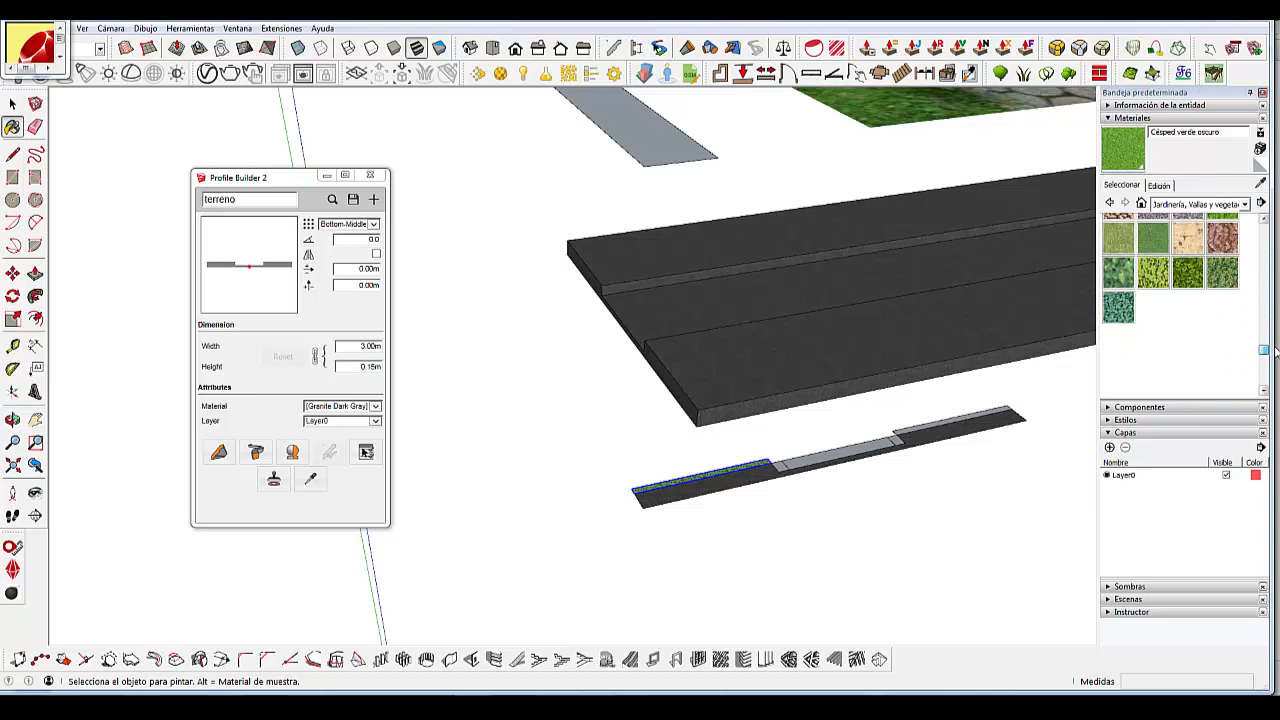 Ver Cámara Dibujo Herramientas Ventana Extensiones Ayuda
Bandeja predeterminada
Información de la entidad
Materiales
Césped verde oscuro
Seleccionar Edición
Jardinería, Vallas y vegeta
Profile Builder 2
terreno
Bottom-Middle
0.0
0.00m
0.00m
Dimension
Width 3.00m
Reset
Height 0.15m
Attributes
Material [Granite Dark Gray]
Layer Layer0
Componentes
Estilos
Capas
Nombre Visible Color
Layer0
Sombras
Escenas
Instructor
Selecciona el objeto para pintar. Alt = Material de muestra.
Medidas